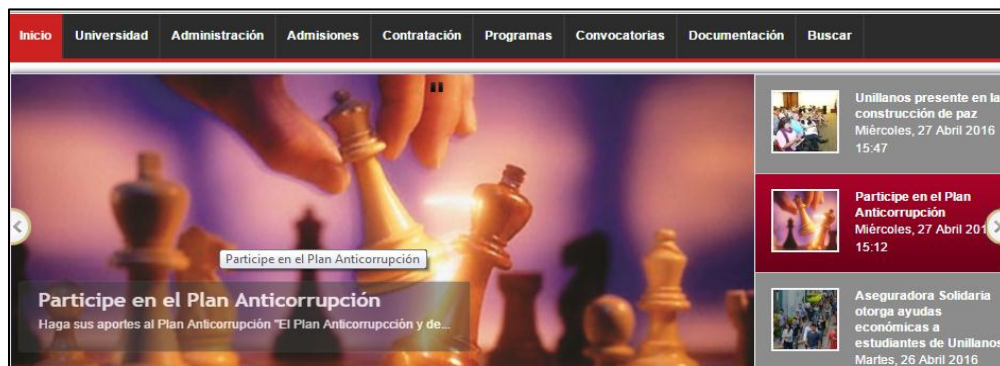 Inicio Universidad Administración Admisiones Contratación Programas Convocatorias Documentación Buscar
Participe en el Plan Anticorrupción
Participe en el Plan Anticorrupción
Haga sus aportes al Plan Anticorrupción "El Plan Anticorrupcción y de...
Unillanos presente en la
construcción de paz
Miércoles, 27 Abril 2016
15:47
Participe en el Plan
Anticorrupción
Miércoles, 27 Abril 201
15:12
Aseguradora Solidaria
otorga ayudas
económicas a
estudiantes de Unillanos
Martes, 26 Abril 2016